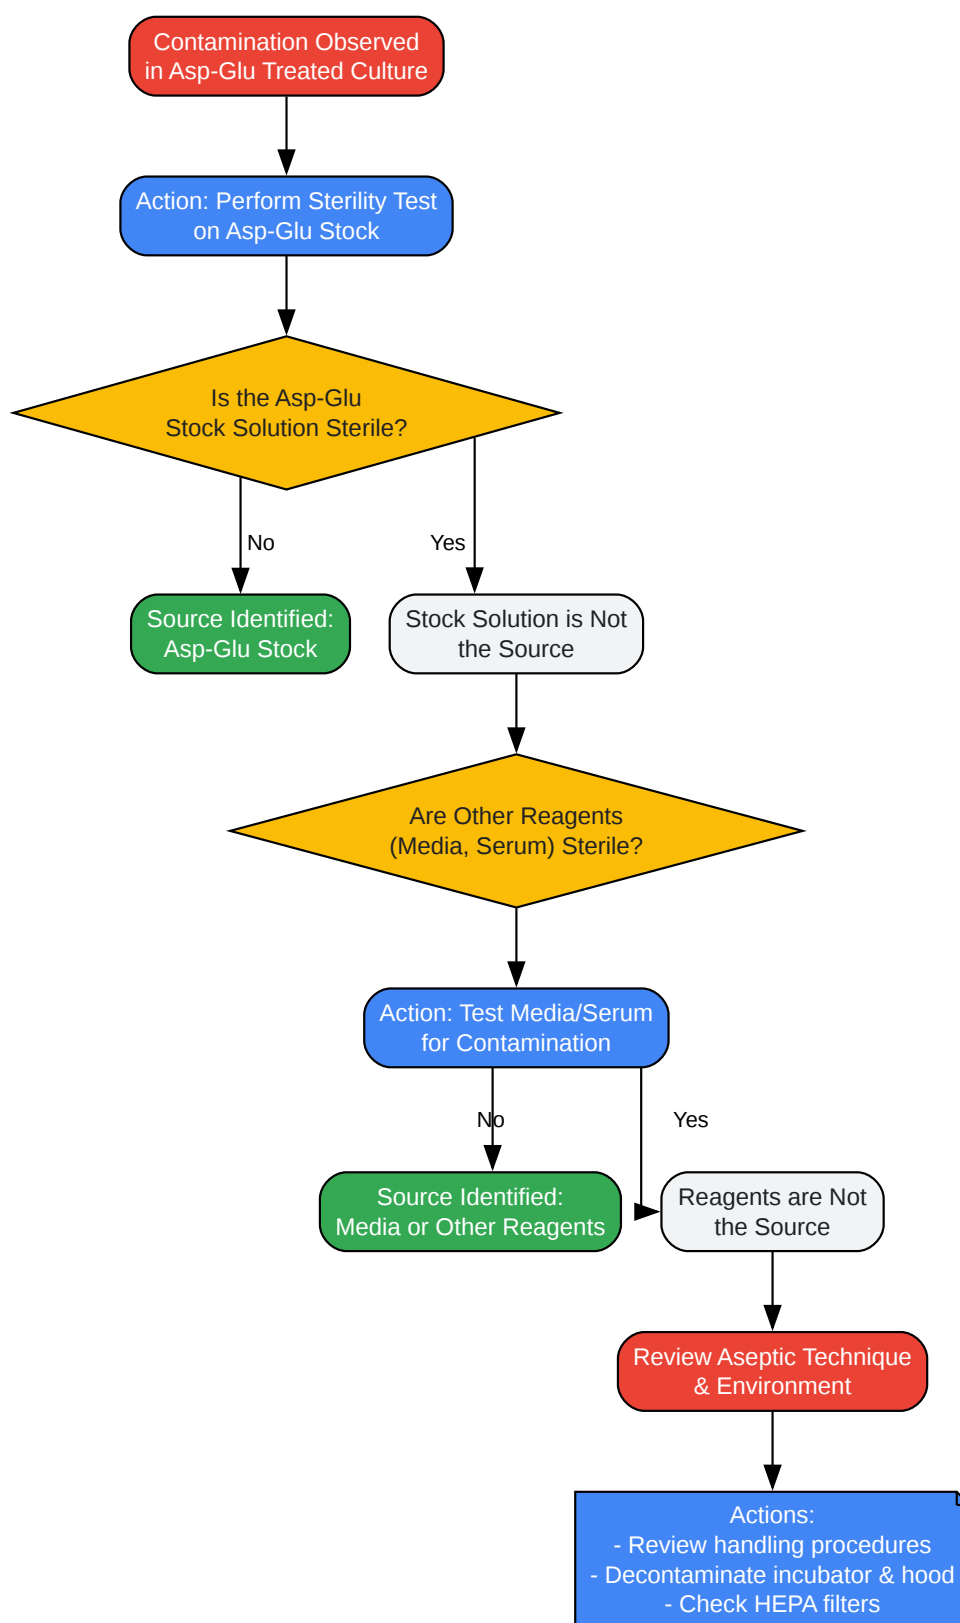 Contamination Observed
in Asp-Glu Treated Culture
Action: Perform Sterility Test
on Asp-Glu Stock
Is the Asp-Glu
Stock Solution Sterile?
No
Yes
Source Identified:
Asp-Glu Stock
Stock Solution is Not
the Source
Are Other Reagents
(Media, Serum) Sterile?
Action: Test Media/Serum
for Contamination
No
Yes
Source Identified:
Media or Other Reagents
Reagents are Not
the Source
Review Aseptic Technique
& Environment
Actions:
- Review handling procedures
- Decontaminate incubator & hood
- Check HEPA filters